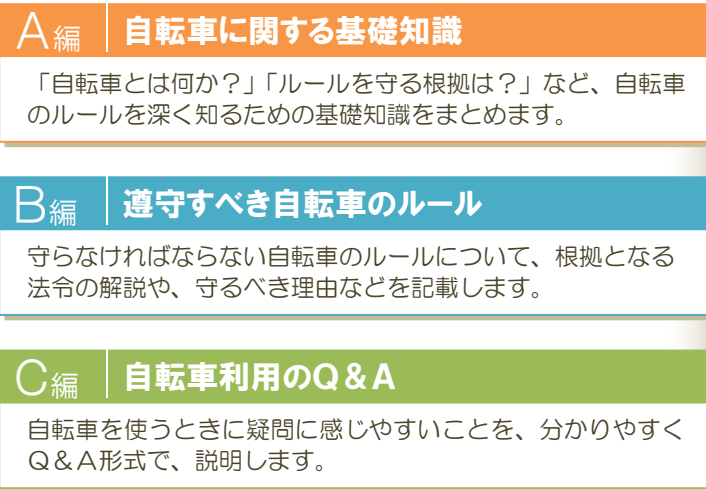 A編 自転車に関する基礎知識
「自転車とは何か？」「ルールを守る根拠は？」など、自転車
のルールを深く知るための基礎知識をまとめます。
B編 遵守すべき自転車のルール
守らなければならない自転車のルールについて、根拠となる
法令の解説や、守るべき理由などを記載します。
C編 自転車利用のQ＆A
自転車を使うときに疑問に感じやすいことを、分かりやすく
Q＆A形式で、説明します。